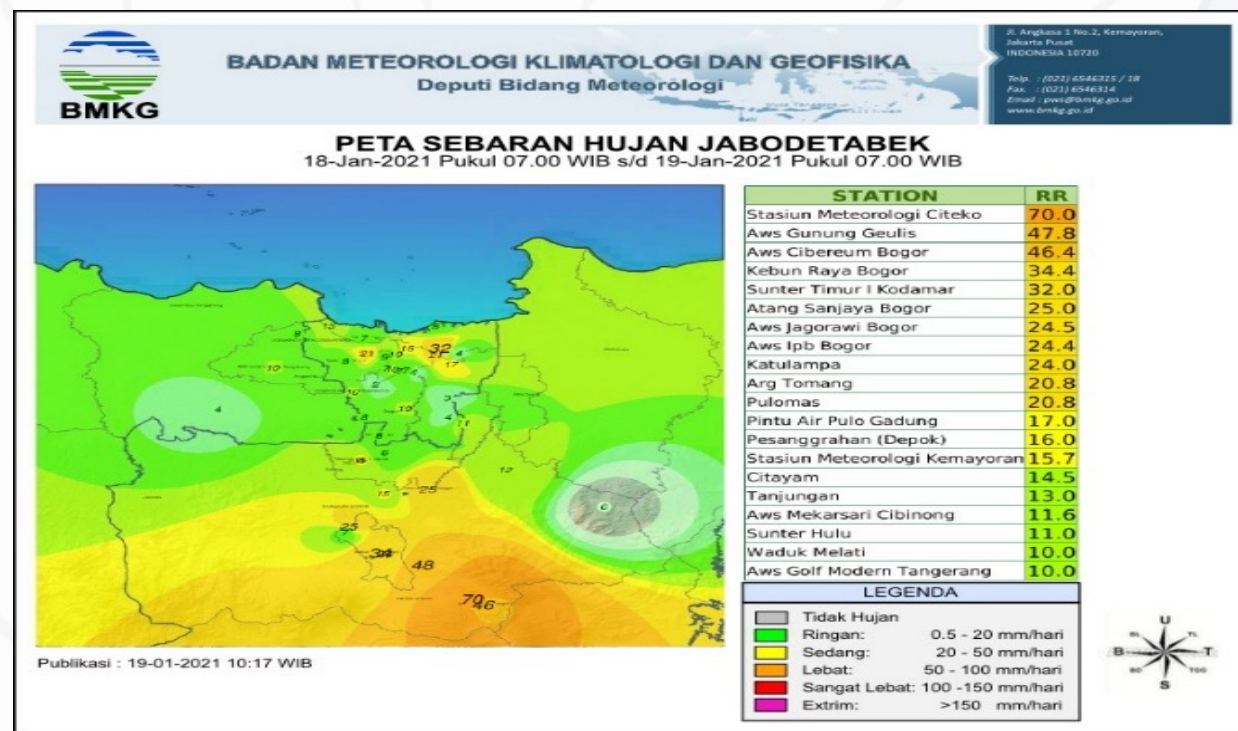 BMKG
BADAN METEOROLOGI KLIMATOLOGI DAN GEOFISIKA
Deputi Bidang Meteorologi
Jl. Angkasa 1 No.2, Kemayoran,
Jakarta Pusat
INDONESIA 10720
Telp. : (021) 6546315 / 18
Fax. : (021) 6546314
Email : pws@bmkg.go.id
www.bmkg.go.id
PETA SEBARAN HUJAN JABODETABEK
18-Jan-2021 Pukul 07.00 WIB s/d 19-Jan-2021 Pukul 07.00 WIB
STATION RR
Stasiun Meteorologi Citeko 70.0
Aws Gunung Geulis 47.8
Aws Cibereum Bogor 46.4
Kebun Raya Bogor 34.4
Sunter Timur I Kodamar 32.0
Atang Sanjaya Bogor 25.0
Aws Jagorawi Bogor 24.5
Aws Ipb Bogor 24.4
Katulampa 24.0
Arg Tomang 20.8
Pulomas 20.8
Pintu Air Pulo Gadung 17.0
Pesanggrahan (Depok) 16.0
Stasiun Meteorologi Kemayoran 15.7
Citayam 14.5
Tanjungan 13.0
Aws Mekarsari Cibinong 11.6
Sunter Hulu 11.0
Waduk Melati 10.0
Aws Golf Modern Tangerang 10.0
LEGENDA
Tidak Hujan
Ringan: 0.5 - 20 mm/hari
Sedang: 20 - 50 mm/hari
Lebat: 50 - 100 mm/hari
Sangat Lebat: 100 -150 mm/hari
Extrim: >150 mm/hari
U
B T
S
32
17
25
25
34
48
70
46
Publikasi : 19-01-2021 10:17 WIB